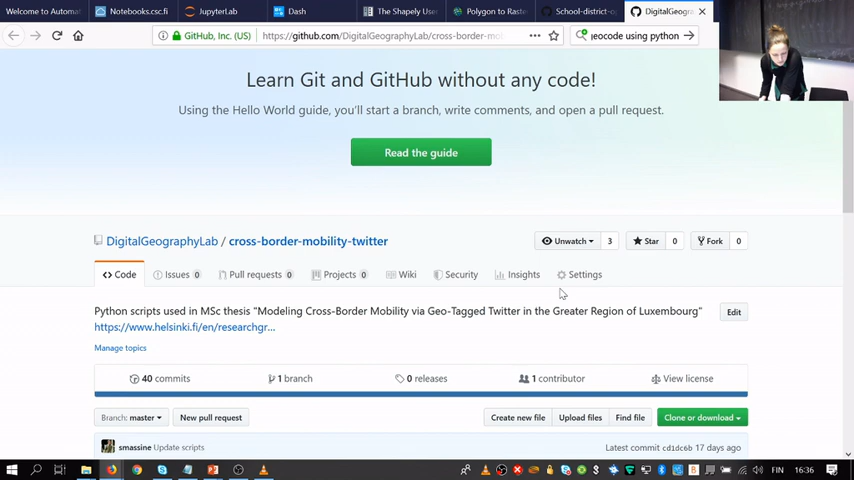 Welcome to Automat
Notebooks.csc.fi
JupyterLab
Dash
The Shapely Use
Polygon to Raste
School-district-o
DigitalGeogra
GitHub, Inc. (US)
https://github.com/DigitalGeographyLab/cross-border-mo
geocode using python
Learn Git and GitHub without any code!
Using the Hello World guide, you'll start a branch, write comments, and open a pull request.
Read the guide
DigitalGeographyLab / cross-border-mobility-twitter
Unwatch 3
Star 0
Fork 0
Code
Issues 0
Pull requests 0
Projects 0
Wiki
Security
Insights
Settings
Python scripts used in MSc thesis "Modeling Cross-Border Mobility via Geo-Tagged Twitter in the Greater Region of Luxembourg"
Edit
https://www.helsinki.fi/en/researchgr...
Manage topics
40 commits
1 branch
0 releases
1 contributor
View license
Branch: master
New pull request
Create new file
Upload files
Find file
Clone or download
smassine Update scripts
Latest commit cd1dc6b 17 days ago
FIN
16:36